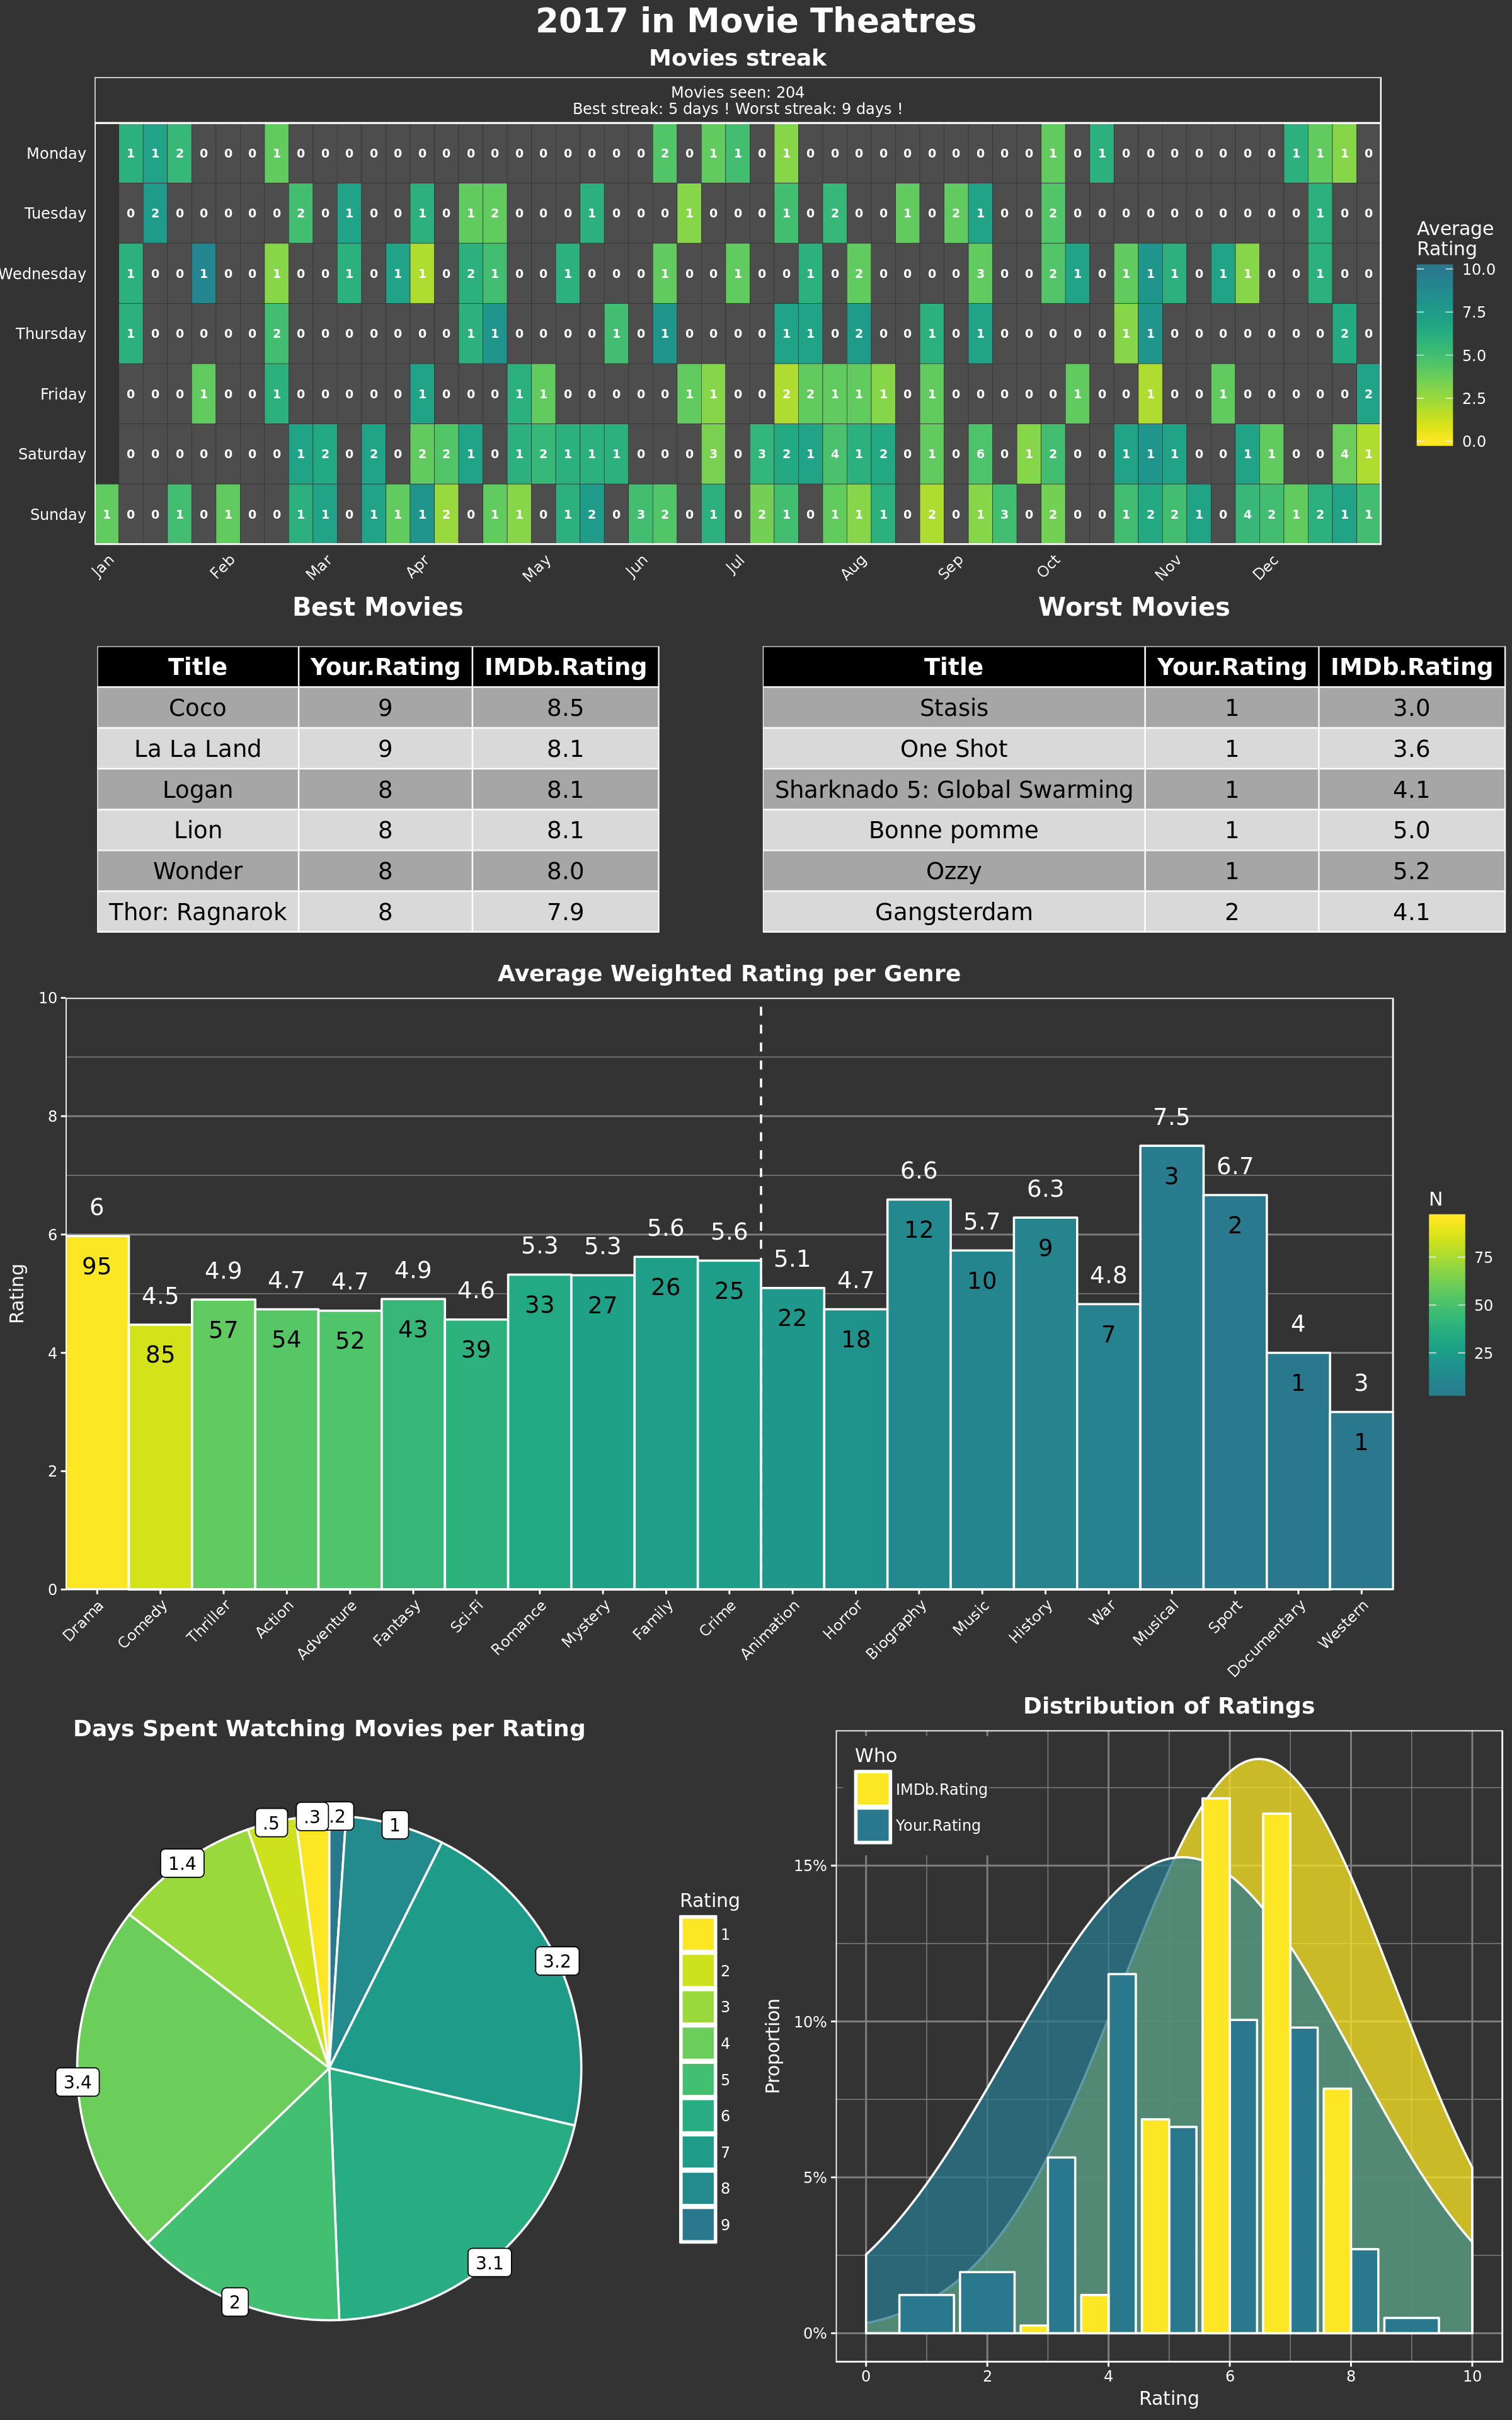 2017 in Movie Theatres
Movies streak
Movies seen: 204
Best streak: 5 days ! Worst streak: 9 days !
Monday 1 1 2 0 0 0 1 0 0 0 0 0 0 0 0 0 0 0 0 0 0 0 2 0 1 1 0 1 0 0 0 0 0 0 0 0 0 0 1 0 1 0 0 0 0 0 0 0 1 1 1 0
Tuesday 0 2 0 0 0 0 0 2 0 1 0 0 1 0 1 2 0 0 0 1 0 0 0 1 0 0 0 1 0 2 0 0 1 0 2 1 0 0 2 0 0 0 0 0 0 0 0 0 0 1 0 0
Wednesday 1 0 0 1 0 0 1 0 0 1 0 1 1 0 2 1 0 0 1 0 0 0 1 0 0 1 0 0 1 0 2 0 0 0 0 3 0 0 2 1 0 1 1 1 0 1 1 0 0 1 0 0
Thursday 1 0 0 0 0 0 2 0 0 0 0 0 0 0 1 1 0 0 0 0 1 0 1 0 0 0 0 1 1 0 2 0 0 1 0 1 0 0 0 0 0 1 1 0 0 0 0 0 0 0 2 0
Friday 0 0 0 1 0 0 1 0 0 0 0 0 1 0 0 0 1 1 0 0 0 0 0 1 1 0 0 2 2 1 1 1 0 1 0 0 0 0 0 1 0 0 1 0 0 1 0 0 0 0 0 2
Saturday 0 0 0 0 0 0 0 1 2 0 2 0 2 2 1 0 1 2 1 1 1 0 0 0 3 0 3 2 1 4 1 2 0 1 0 6 0 1 2 0 0 1 1 1 0 0 1 1 0 0 4 1
Sunday 1 0 0 1 0 1 0 0 1 1 0 1 1 1 2 0 1 1 0 1 2 0 3 2 0 1 0 2 1 0 1 1 1 0 2 0 1 3 0 2 0 0 1 2 2 1 0 4 2 1 2 1 1
Jan Feb Mar Apr May Jun Jul Aug Sep Oct Nov Dec
Average
Rating
10.0
7.5
5.0
2.5
0.0
Best Movies
Title Your.Rating IMDb.Rating
Coco 9 8.5
La La Land 9 8.1
Logan 8 8.1
Lion 8 8.1
Wonder 8 8.0
Thor: Ragnarok 8 7.9
Worst Movies
Title Your.Rating IMDb.Rating
Stasis 1 3.0
One Shot 1 3.6
Sharknado 5: Global Swarming 1 4.1
Bonne pomme 1 5.0
Ozzy 1 5.2
Gangsterdam 2 4.1
Average Weighted Rating per Genre
Rating
10
8
6
4
2
0
6 4.5 4.9 4.7 4.7 4.9 4.6 5.3 5.3 5.6 5.6 5.1 4.7 6.6 5.7 6.3 4.8 7.5 6.7 4 3
95 85 57 54 52 43 39 33 27 26 25 22 18 12 10 9 7 3 2 1 1
Drama Comedy Thriller Action Adventure Fantasy Sci-Fi Romance Mystery Family Crime Animation Horror Biography Music History War Musical Sport Documentary Western
N
75
50
25
Days Spent Watching Movies per Rating
.5 .3 .2 1
1.4
3.2
3.4
3.1
2
Rating
1
2
3
4
5
6
7
8
9
Distribution of Ratings
Who
IMDb.Rating
Your.Rating
Proportion
15%
10%
5%
0%
0 2 4 6 8 10
Rating